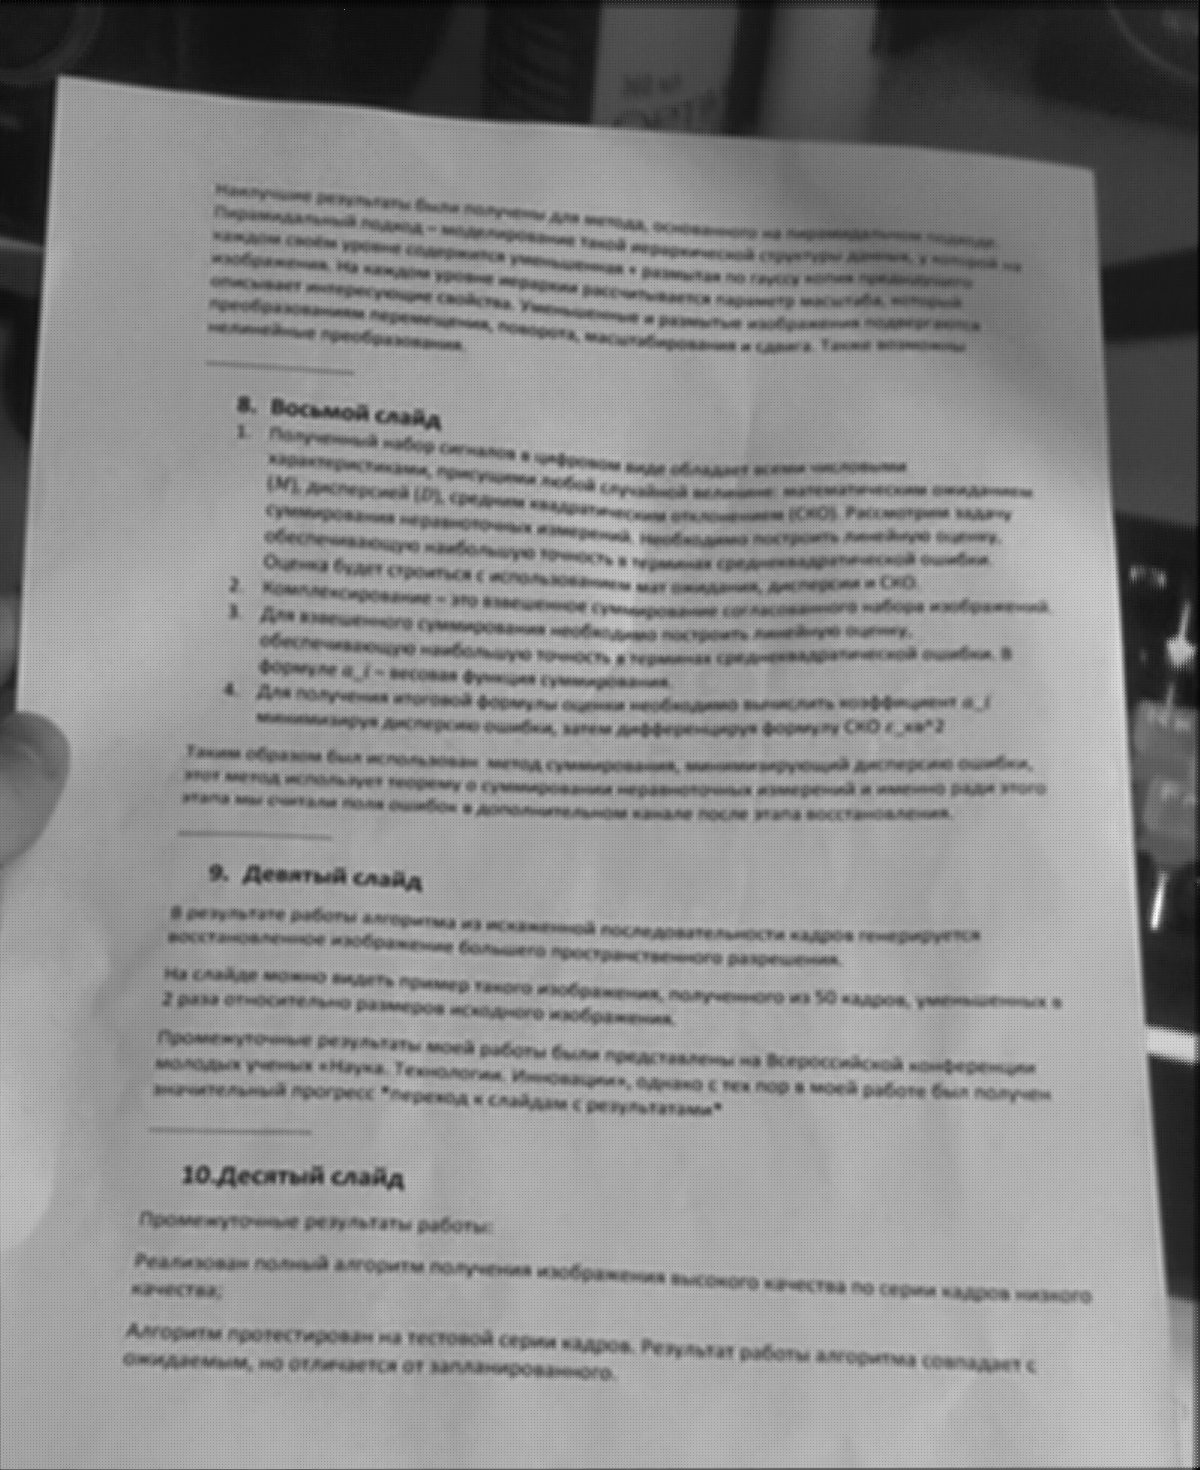 Наилучшие результаты были получены для метода, основанного на пирамидальном подходе.
Пирамидальный подход – моделирование такой иерархической структуры данных, у которой на
каждом своём уровне содержится уменьшенная + размытая по гауссу копия предыдущего
изображения. На каждом уровне иерархии рассчитывается параметр масштаба, который
описывает интересующие свойства. Уменьшенные и размытые изображения подвергаются
преобразованиям перемещения, поворота, масштабирования и сдвига. Также возможны
нелинейные преобразования.
8. Восьмой слайд
1. Полученный набор сигналов в цифровом виде обладает всеми числовыми
характеристиками, присущими любой случайной величине: математическим ожиданием
(M), дисперсией (D), средним квадратическим отклонением (СКО). Рассмотрим задачу
суммирования неравноточных измерений. Необходимо построить линейную оценку,
обеспечивающую наибольшую точность в терминах среднеквадратической ошибки.
Оценка будет строиться с использованием мат ожидания, дисперсии и СКО.
2. Комплексирование – это взвешенное суммирование согласованного набора изображений.
3. Для взвешенного суммирования необходимо построить линейную оценку,
обеспечивающую наибольшую точность в терминах среднеквадратической ошибки. В
формуле a_i – весовая функция суммирования.
4. Для получения итоговой формулы оценки необходимо вычислить коэффициент a_i
минимизируя дисперсию ошибки, затем дифференцируя формулу СКО ε_кв^2
Таким образом был использован метод суммирования, минимизирующий дисперсию ошибки,
этот метод использует теорему о суммировании неравноточных измерений и именно ради этого
этапа мы считали поля ошибок в дополнительном канале после этапа восстановления.
9. Девятый слайд
В результате работы алгоритма из искаженной последовательности кадров генерируется
восстановленное изображение большего пространственного разрешения.
На слайде можно видеть пример такого изображения, полученного из 50 кадров, уменьшенных в
2 раза относительно размеров исходного изображения.
Промежуточные результаты моей работы были представлены на Всероссийской конференции
молодых ученых «Наука. Технологии. Инновации», однако с тех пор в моей работе был получен
значительный прогресс *переход к слайдам с результатами*
10.Десятый слайд
Промежуточные результаты работы:
Реализован полный алгоритм получения изображения высокого качества по серии кадров низкого
качества;
Алгоритм протестирован на тестовой серии кадров. Результат работы алгоритма совпадает с
ожидаемым, но отличается от запланированного.